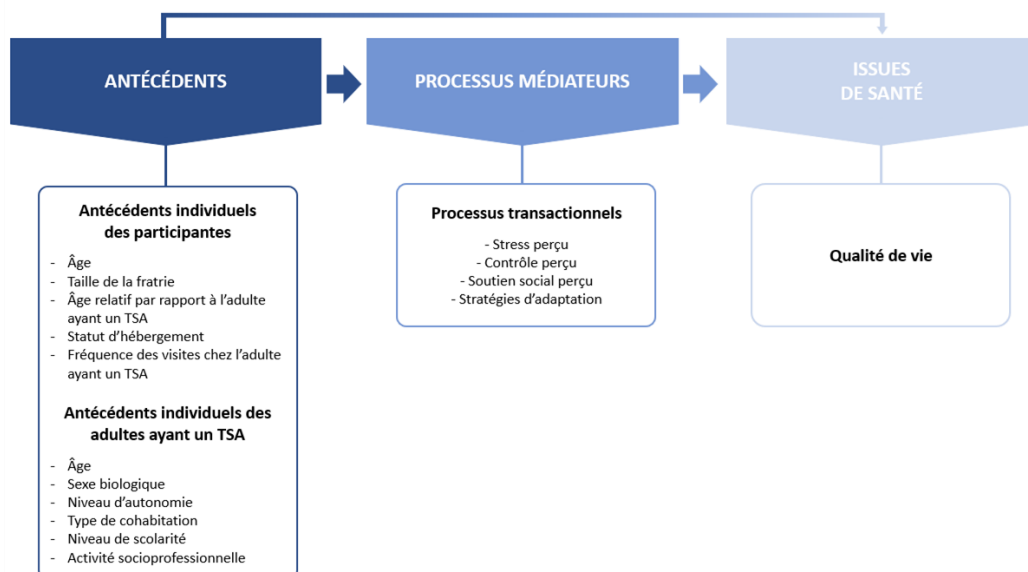 ANTÉCÉDENTS
PROCESSUS MÉDIATEURS
ISSUES
DE SANTÉ
Antécédents individuels
des participantes
- Âge
- Taille de la fratrie
- Âge relatif par rapport à l’adulte
ayant un TSA
- Statut d’hébergement
- Fréquence des visites chez l’adulte
ayant un TSA
Antécédents individuels des
adultes ayant un TSA
- Âge
- Sexe biologique
- Niveau d’autonomie
- Type de cohabitation
- Niveau de scolarité
- Activité socioprofessionnelle
Processus transactionnels
- Stress perçu
- Contrôle perçu
- Soutien social perçu
- Stratégies d’adaptation
Qualité de vie